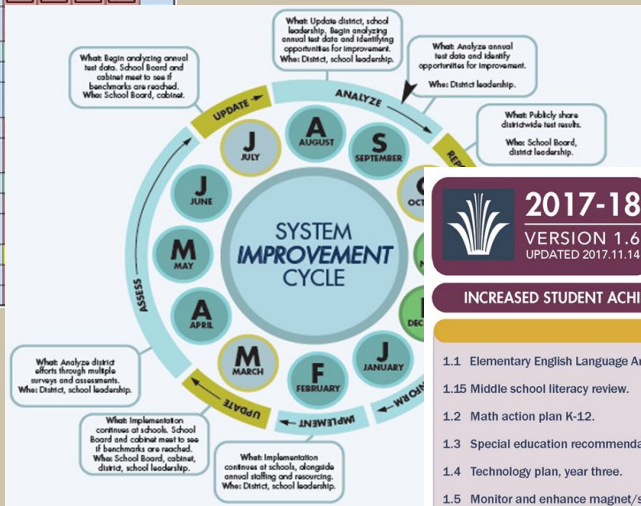 What: Update district, school
leadership. Begin analyzing
annual test data and identifying
opportunities for improvement.
Who: District, school leadership.
What: Begin analyzing annual
test data. School Board and
cabinet meet to see if
benchmarks are reached.
Who: School Board, cabinet.
What: Analyze annual
test data and identify
opportunities for improvement.
Who: District leadership.
What: Publicly share
districtwide test results.
Who: School Board,
district leadership.
UPDATE
ANALYZE
J
JULY
A
AUGUST
S
SEPTEMBER
J
JUNE
M
MAY
A
APRIL
M
MARCH
F
FEBRUARY
J
JANUARY
SYSTEM
IMPROVEMENT
CYCLE
ASSESS
UPDATE
IMPLEMENT
What: Analyze district
efforts through multiple
surveys and assessments.
Who: District, school leadership.
What: Implementation
continues at schools. School
Board and cabinet meet to see
if benchmarks are reached.
Who: School Board, cabinet,
district, school leadership.
What: Implementation
continues at schools, alongside
annual staffing and resourcing.
Who: District, school leadership.
2017-18
VERSION 1.6
UPDATED 2017.11.14
INCREASED STUDENT ACHI
1.1 Elementary English Language Ar
1.15 Middle school literacy review.
1.2 Math action plan K-12.
1.3 Special education recommenda
1.4 Technology plan, year three.
1.5 Monitor and enhance magnet/s